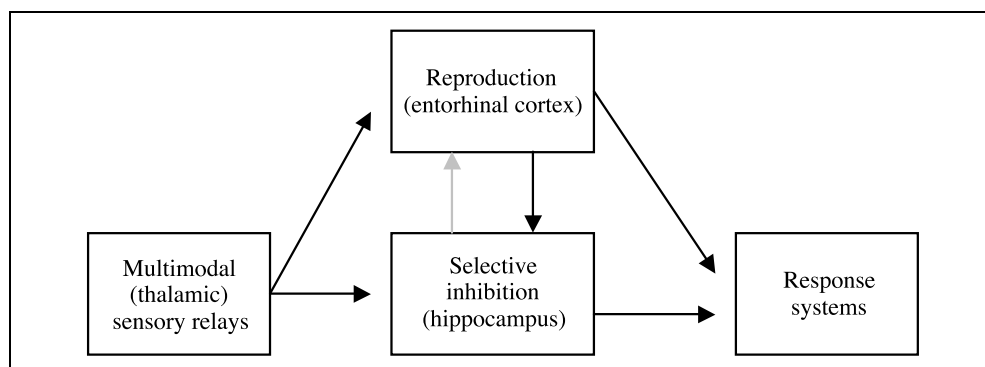 Reproduction
(entorhinal cortex)
Multimodal
(thalamic)
sensory relays
Selective
inhibition
(hippocampus)
Response
systems